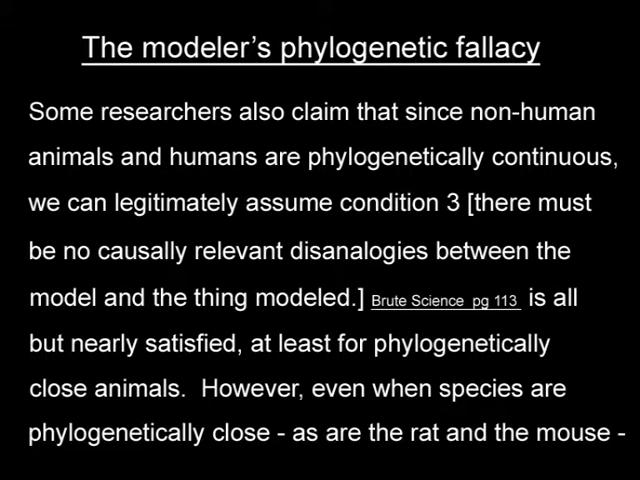 The modeler's phylogenetic fallacy
Some researchers also claim that since non-human
animals and humans are phylogenetically continuous,
we can legitimately assume condition 3 [there must
be no causally relevant disanalogies between the
model and the thing modeled.] Brute Science pg 113 is all
but nearly satisfied, at least for phylogenetically
close animals. However, even when species are
phylogenetically close - as are the rat and the mouse -